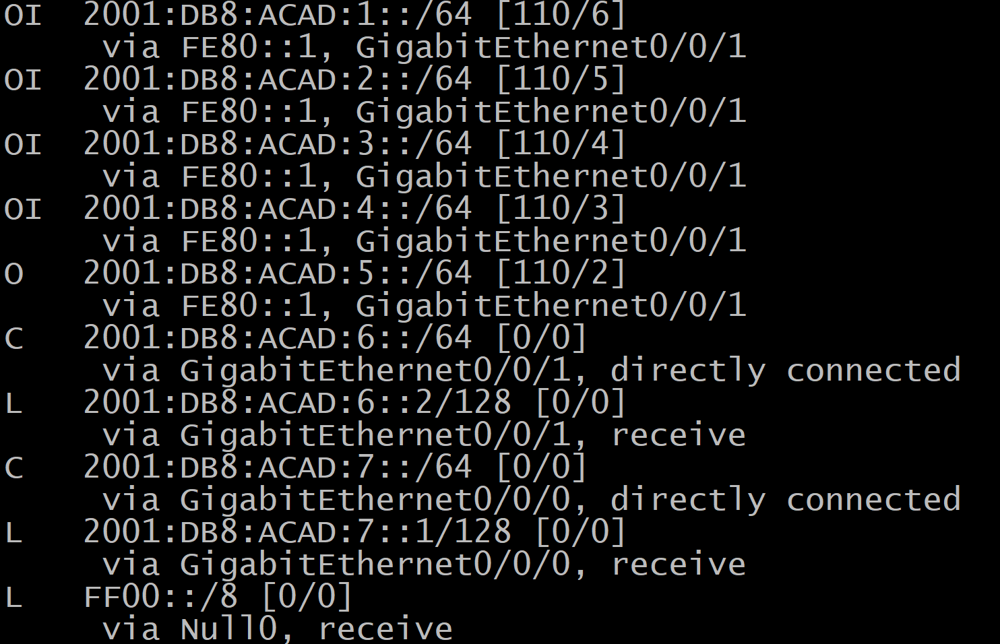 OI  2001:DB8:ACAD:1::/64 [110/6]
     via FE80::1, GigabitEthernet0/0/1
OI  2001:DB8:ACAD:2::/64 [110/5]
     via FE80::1, GigabitEthernet0/0/1
OI  2001:DB8:ACAD:3::/64 [110/4]
     via FE80::1, GigabitEthernet0/0/1
OI  2001:DB8:ACAD:4::/64 [110/3]
     via FE80::1, GigabitEthernet0/0/1
O   2001:DB8:ACAD:5::/64 [110/2]
     via FE80::1, GigabitEthernet0/0/1
C   2001:DB8:ACAD:6::/64 [0/0]
     via GigabitEthernet0/0/1, directly connected
L   2001:DB8:ACAD:6::2/128 [0/0]
     via GigabitEthernet0/0/1, receive
C   2001:DB8:ACAD:7::/64 [0/0]
     via GigabitEthernet0/0/0, directly connected
L   2001:DB8:ACAD:7::1/128 [0/0]
     via GigabitEthernet0/0/0, receive
L   FF00::/8 [0/0]
     via Null0, receive